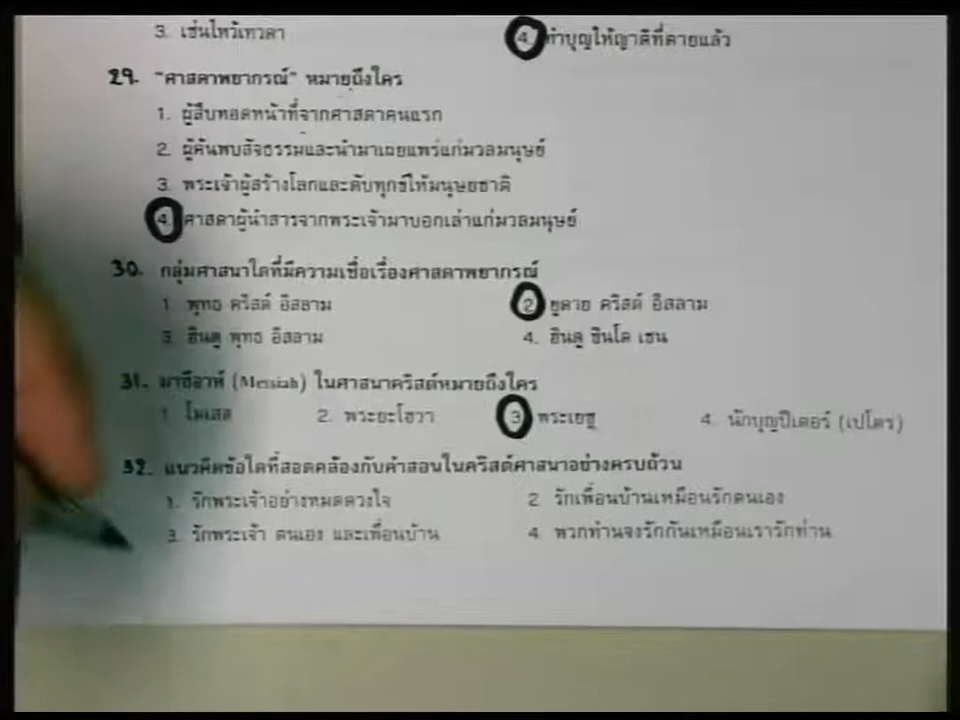 3. เซ่นไหว้เทวดา 4. ทำบุญให้ญาติที่ตายแล้ว
29. "ศาสดาพยากรณ์" หมายถึงใคร
1. ผู้สืบทอดหน้าที่จากศาสดาคนแรก
2. ผู้ค้นพบสัจธรรมและนำมาเผยแพร่แก่มวลมนุษย์
3. พระเจ้าผู้สร้างโลกและดับทุกข์ให้มนุษยชาติ
4. ศาสดาผู้นำสารจากพระเจ้ามาบอกเล่าแก่มวลมนุษย์
30. กลุ่มศาสนาใดที่มีความเชื่อเรื่องศาสดาพยากรณ์
1. พุทธ คริสต์ อิสลาม 2. ยูดาย คริสต์ อิสลาม
3. ฮินดู พุทธ อิสลาม 4. ฮินดู ชินโต เชน
31. มาซีอาห์ (Messiah) ในศาสนาคริสต์หมายถึงใคร
1. โมเสส 2. พระยะโฮวา 3. พระเยซู 4. นักบุญปีเตอร์ (เปโตร)
32. แนวคิดข้อใดที่สอดคล้องกับคำสอนในคริสต์ศาสนาอย่างครบถ้วน
1. รักพระเจ้าอย่างหมดดวงใจ 2. รักเพื่อนบ้านเหมือนรักตนเอง
3. รักพระเจ้า ตนเอง และเพื่อนบ้าน 4. พวกท่านจงรักกันเหมือนเรารักท่าน